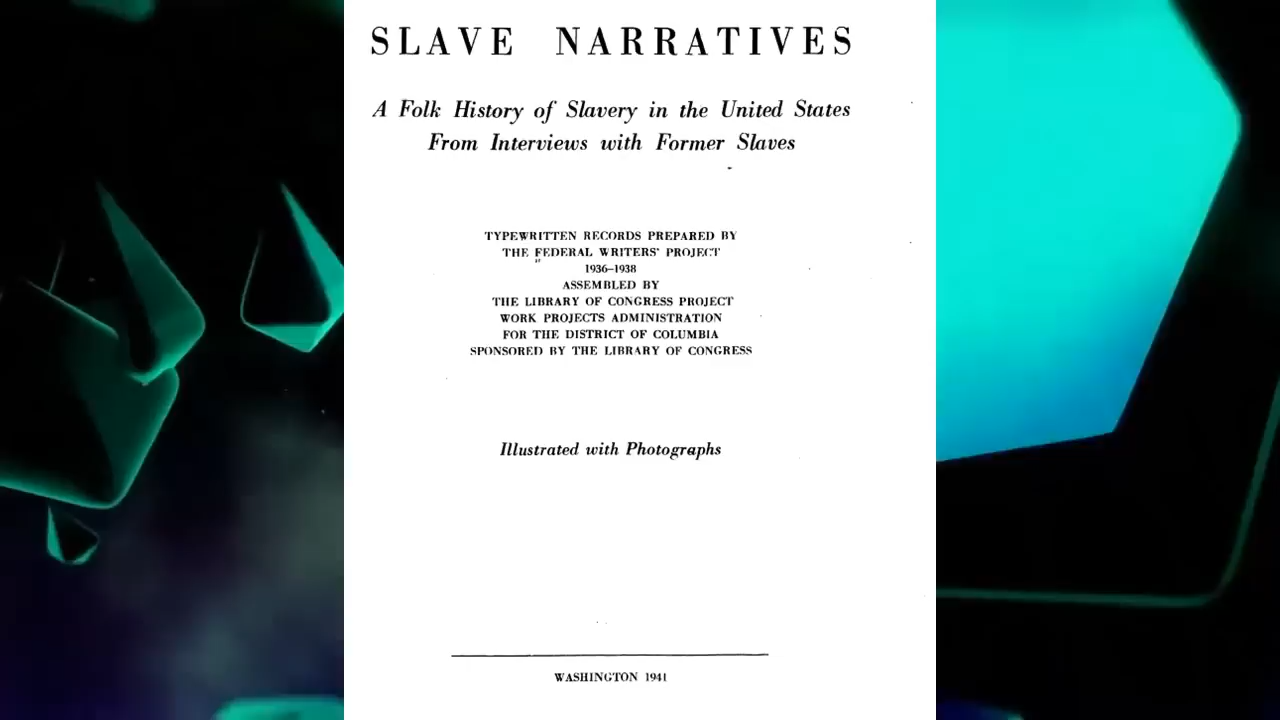 SLAVE NARRATIVES
A Folk History of Slavery in the United States
From Interviews with Former Slaves
TYPEWRITTEN RECORDS PREPARED BY
THE FEDERAL WRITERS' PROJECT
1936–1938
ASSEMBLED BY
THE LIBRARY OF CONGRESS PROJECT
WORK PROJECTS ADMINISTRATION
FOR THE DISTRICT OF COLUMBIA
SPONSORED BY THE LIBRARY OF CONGRESS
Illustrated with Photographs
WASHINGTON 1941